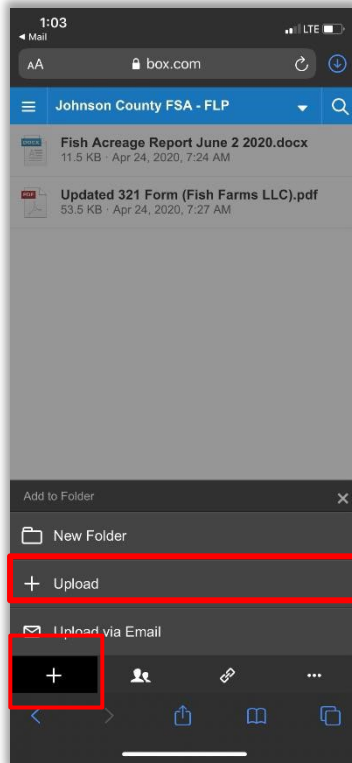 1:03
LTE
◄ Mail
AA
box.com
Johnson County FSA - FLP
DOCX
Fish Acreage Report June 2 2020.docx
11.5 KB · Apr 24, 2020, 7:24 AM
PDF
Updated 321 Form (Fish Farms LLC).pdf
53.5 KB · Apr 24, 2020, 7:27 AM
Add to Folder
New Folder
Upload
Upload via Email